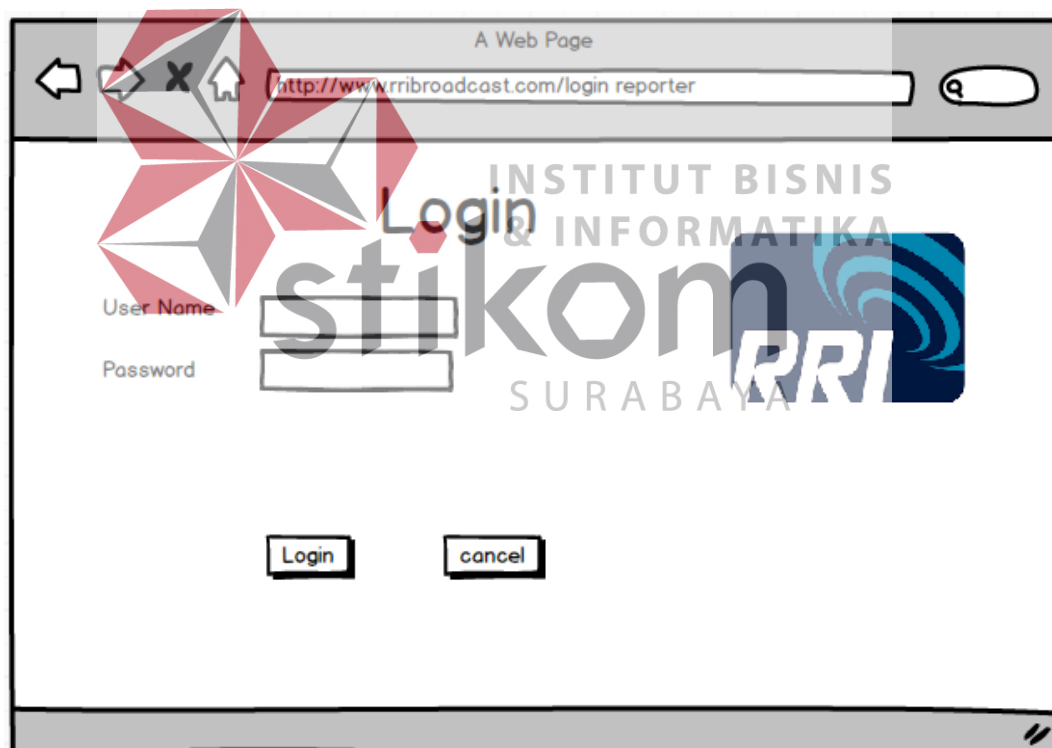 A Web Page
http://www.rribroadcast.com/login reporter
INSTITUT BISNIS
Login
& INFORMATIKA
stikom
User Name
RRI
Password
SURABAYA
Login
cancel